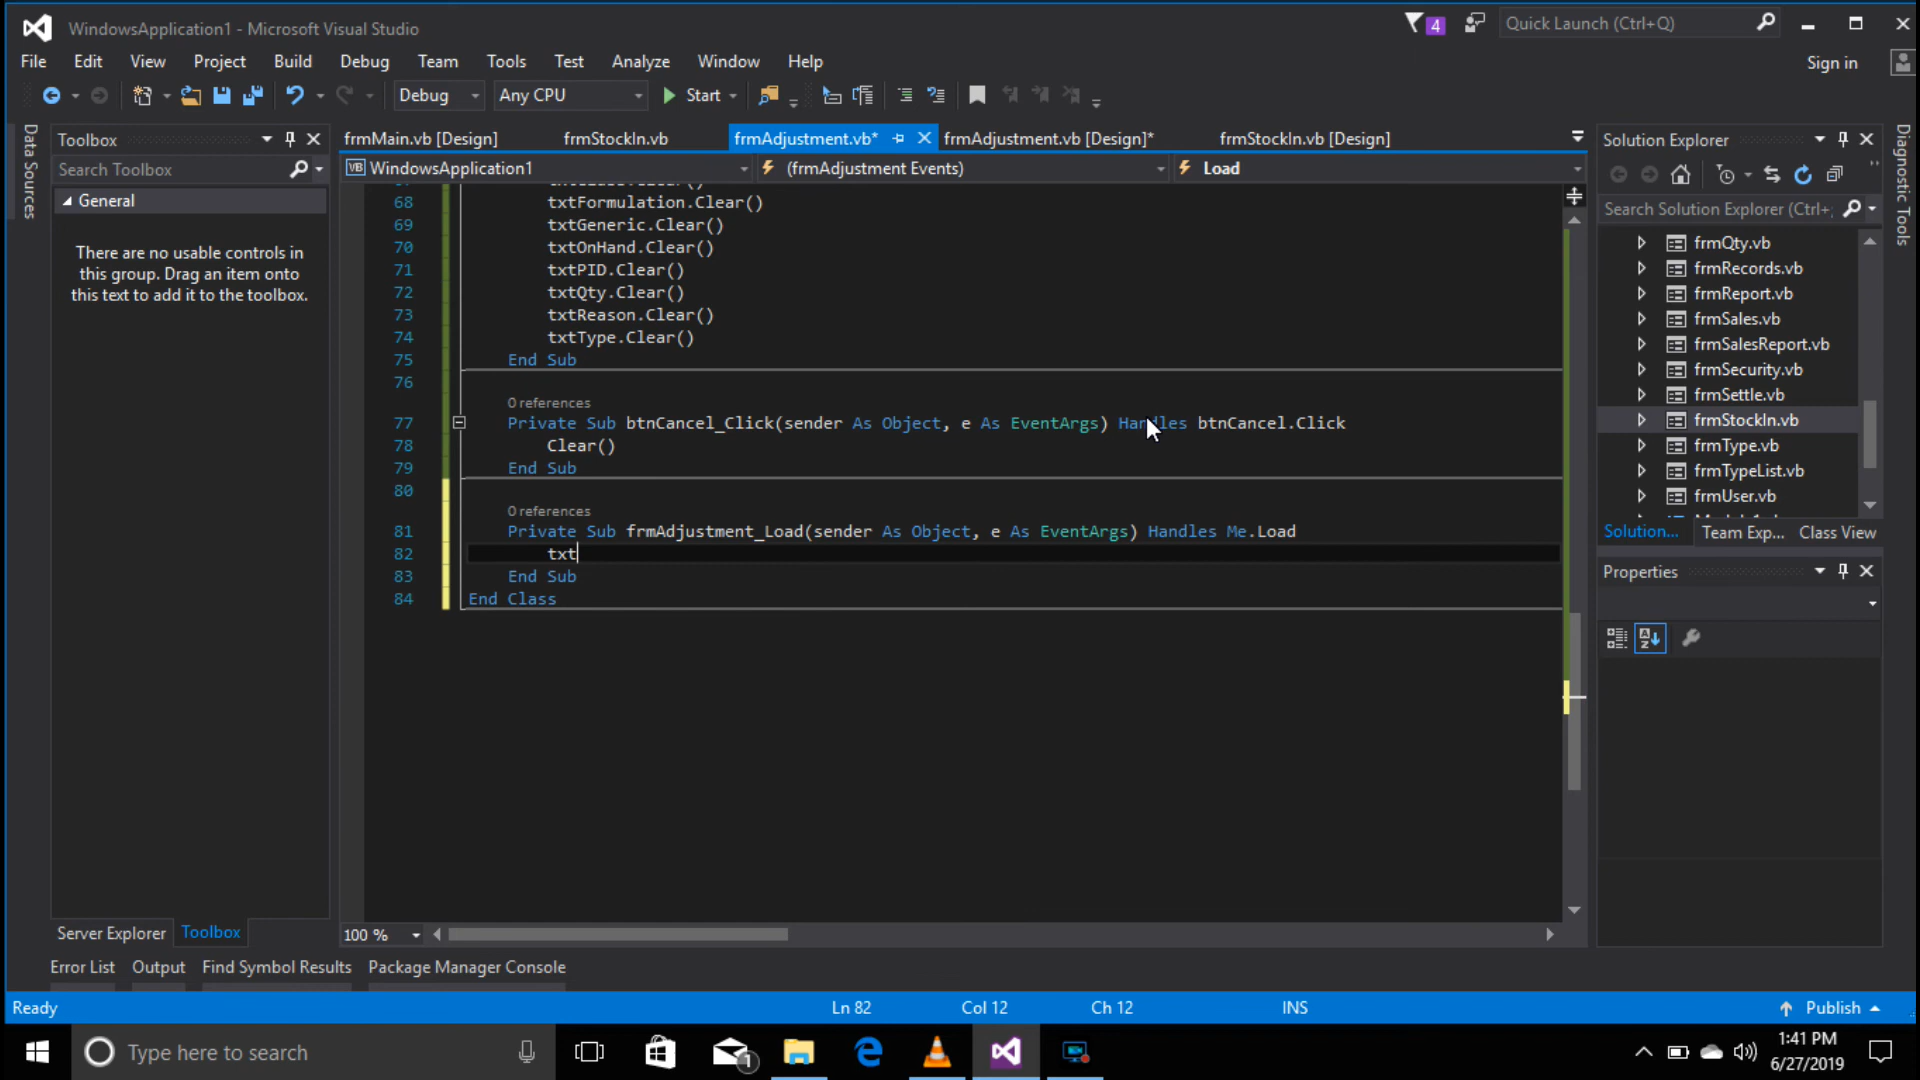 WindowsApplication1 - Microsoft Visual Studio
4
Quick Launch (Ctrl+Q)
File Edit View Project Build Debug Team Tools Test Analyze Window Help
Sign in
Debug Any CPU Start
Data Sources
Toolbox
Search Toolbox
General
There are no usable controls in
this group. Drag an item onto
this text to add it to the toolbox.
Server Explorer Toolbox
frmMain.vb [Design] frmStockIn.vb frmAdjustment.vb* frmAdjustment.vb [Design]* frmStockIn.vb [Design]
WindowsApplication1 (frmAdjustment Events) Load
68 txtFormulation.Clear()
69 txtGeneric.Clear()
70 txtOnHand.Clear()
71 txtPID.Clear()
72 txtQty.Clear()
73 txtReason.Clear()
74 txtType.Clear()
75 End Sub
76
0 references
77 Private Sub btnCancel_Click(sender As Object, e As EventArgs) Handles btnCancel.Click
78 Clear()
79 End Sub
80
0 references
81 Private Sub frmAdjustment_Load(sender As Object, e As EventArgs) Handles Me.Load
82 txt
83 End Sub
84 End Class
100 %
Solution Explorer
Search Solution Explorer (Ctrl+;
frmQty.vb
frmRecords.vb
frmReport.vb
frmSales.vb
frmSalesReport.vb
frmSecurity.vb
frmSettle.vb
frmStockIn.vb
frmType.vb
frmTypeList.vb
frmUser.vb
Solution... Team Exp... Class View
Properties
Diagnostic Tools
Error List Output Find Symbol Results Package Manager Console
Ready Ln 82 Col 12 Ch 12 INS Publish
Type here to search
1
1:41 PM
6/27/2019